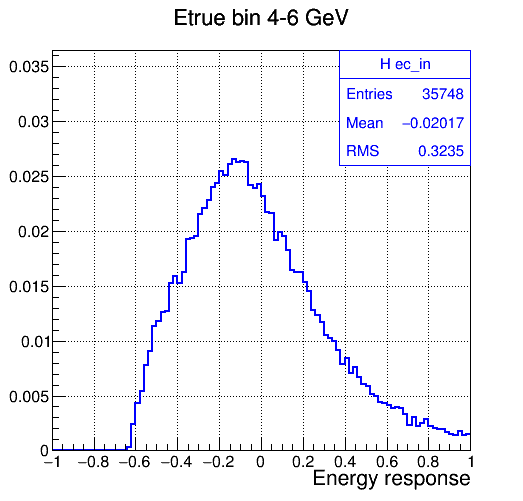 Etrue bin 4-6 GeV
H ec_in
Entries 35748
Mean −0.02017
RMS 0.3235
0.035
0.03
0.025
0.02
0.015
0.01
0.005
0
−1 −0.8 −0.6 −0.4 −0.2 0 0.2 0.4 0.6 0.8 1
Energy response